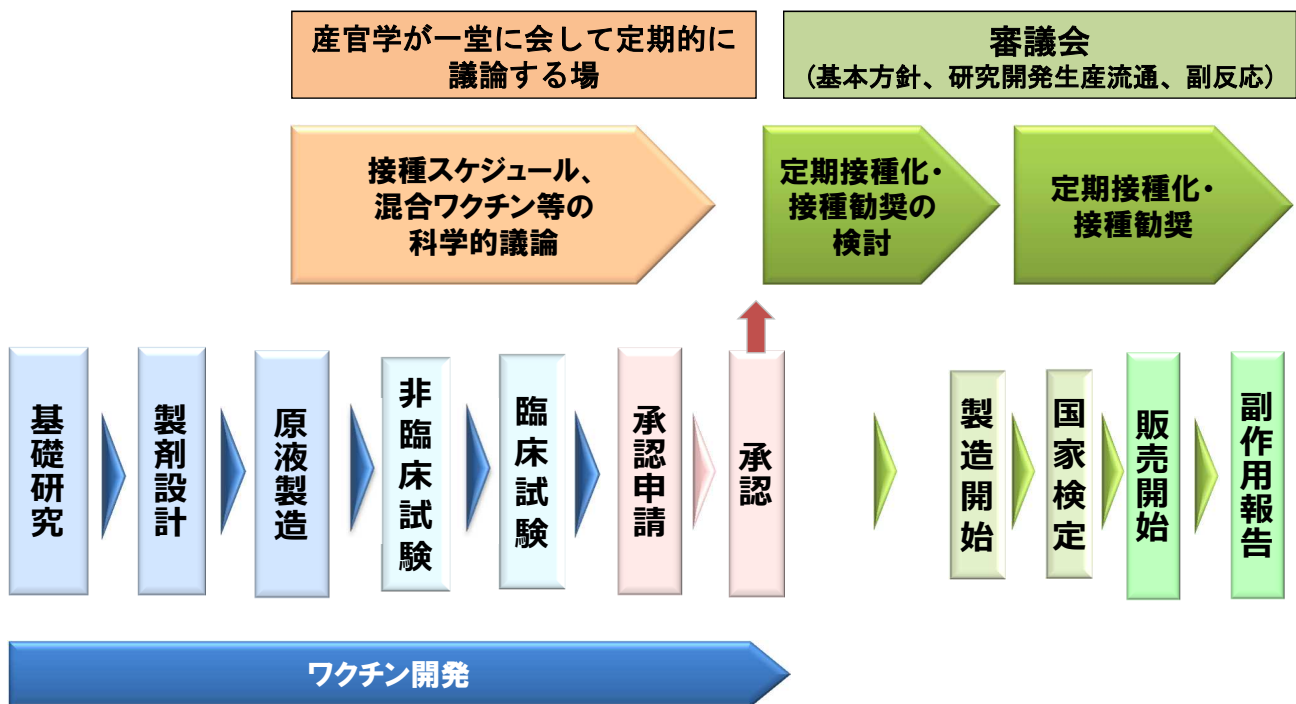 産官学が一堂に会して定期的に
議論する場
審議会
(基本方針、研究開発生産流通、副反応)
接種スケジュール、
混合ワクチン等の
科学的議論
定期接種化・
接種勧奨の
検討
定期接種化・
接種勧奨
基礎研究
製剤設計
原液製造
非臨床試験
臨床試験
承認申請
承認
製造開始
国家検定
販売開始
副作用報告
ワクチン開発